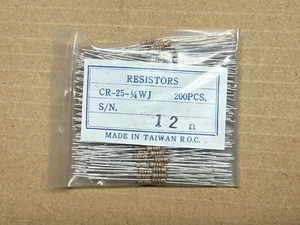 RESISTORS
CR-25-¼WJ 200PCS.
S/N.
12 Ω
MADE IN TAIWAN R.O.C.